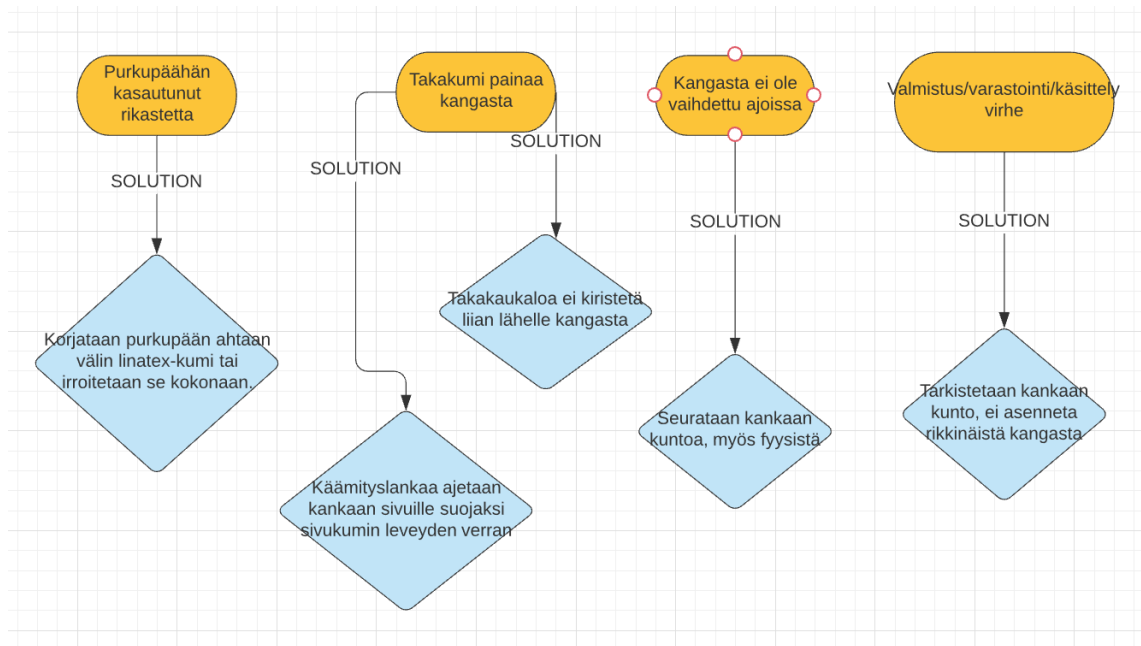 Purkupäähän
kasautunut
rikastetta
Takakumi painaa
kangasta
Kangasta ei ole
vaihdettu ajoissa
Valmistus/varastointi/käsittely
virhe
SOLUTION
SOLUTION
SOLUTION
SOLUTION
SOLUTION
Korjataan purkupään ahtaan
välin linatex-kumi tai
irroitetaan se kokonaan.
Takakaukaloa ei kiristetä
liian lähelle kangasta
Käämityslankaa ajetaan
kankaan sivuille suojaksi
sivukumin leveyden verran
Seurataan kankaan
kuntoa, myös fyysistä
Tarkistetaan kankaan
kunto, ei asenneta
rikkinäistä kangasta